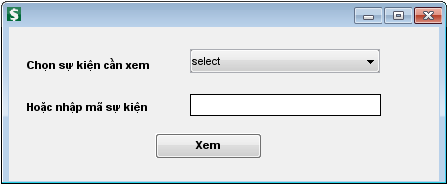 Chọn sự kiện cần xem
select
Hoặc nhập mã sự kiện
Xem